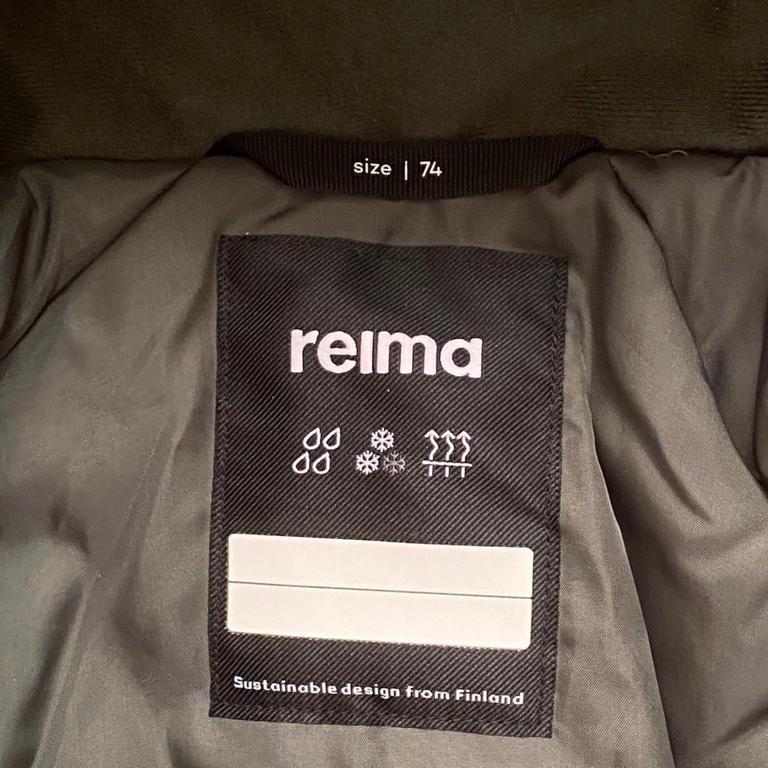 size | 74
reima
Sustainable design from Finland